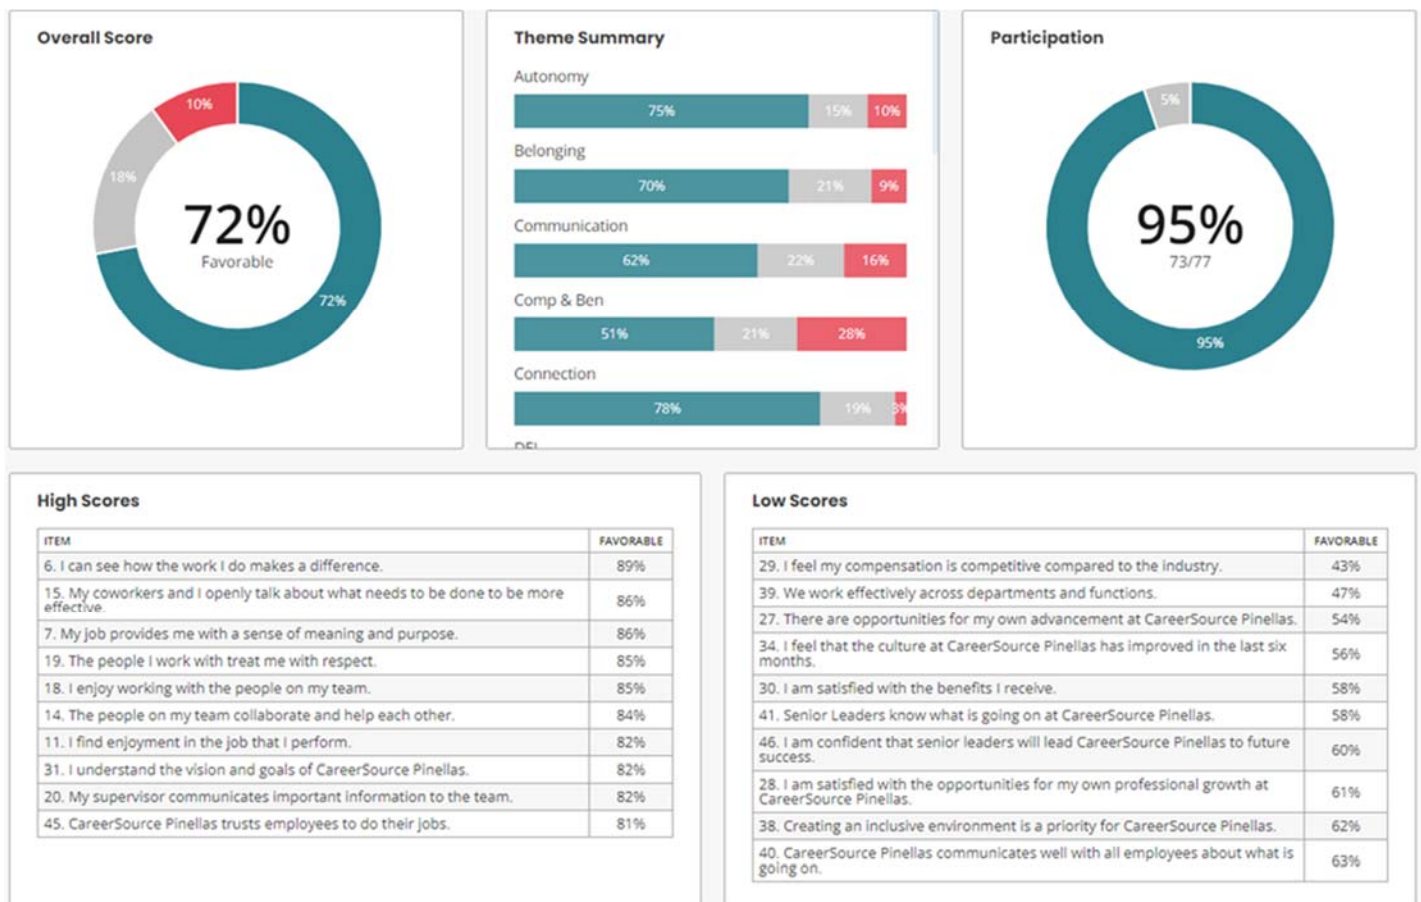 Overall Score
10%
18%
72%
Favorable
72%
Theme Summary
Autonomy
75% 15% 10%
Belonging
70% 21% 9%
Communication
62% 22% 16%
Comp & Ben
51% 21% 28%
Connection
78% 19% 3%
Participation
5%
95%
73/77
95%
High Scores
ITEM FAVORABLE
6. I can see how the work I do makes a difference. 89%
15. My coworkers and I openly talk about what needs to be done to be more
effective. 86%
7. My job provides me with a sense of meaning and purpose. 86%
19. The people I work with treat me with respect. 85%
18. I enjoy working with the people on my team. 85%
14. The people on my team collaborate and help each other. 84%
11. I find enjoyment in the job that I perform. 82%
31. I understand the vision and goals of CareerSource Pinellas. 82%
20. My supervisor communicates important information to the team. 82%
45. CareerSource Pinellas trusts employees to do their jobs. 81%
Low Scores
ITEM FAVORABLE
29. I feel my compensation is competitive compared to the industry. 43%
39. We work effectively across departments and functions. 47%
27. There are opportunities for my own advancement at CareerSource Pinellas. 54%
34. I feel that the culture at CareerSource Pinellas has improved in the last six
months. 56%
30. I am satisfied with the benefits I receive. 58%
41. Senior Leaders know what is going on at CareerSource Pinellas. 58%
46. I am confident that senior leaders will lead CareerSource Pinellas to future
success. 60%
28. I am satisfied with the opportunities for my own professional growth at
CareerSource Pinellas. 61%
38. Creating an inclusive environment is a priority for CareerSource Pinellas. 62%
40. CareerSource Pinellas communicates well with all employees about what is
going on. 63%